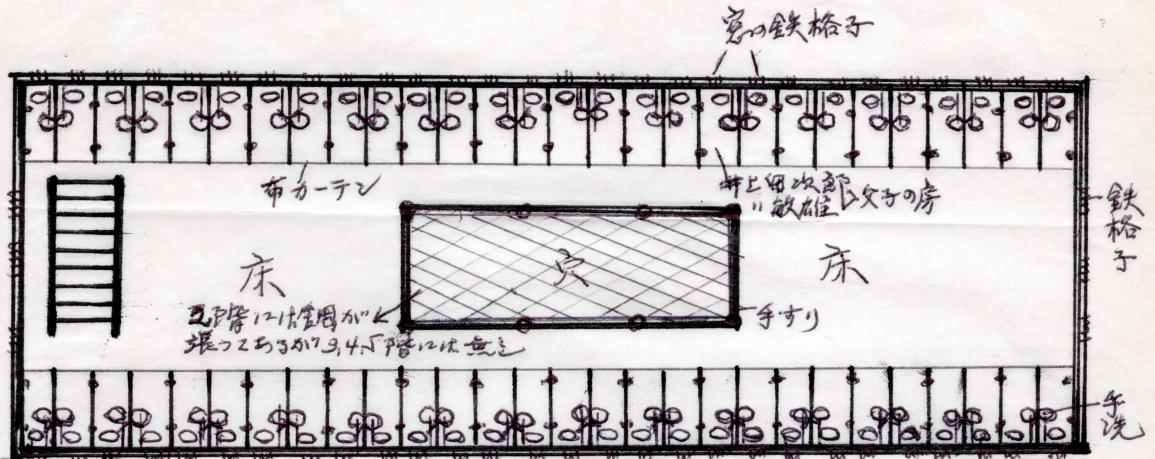 窓の鉄格子
布カーテン
井上田次郎
〃敏雄 父子の房
鉄格子
床
穴
床
階には金網が
張ってあるが3,4,5階には無し
手すり
手洗